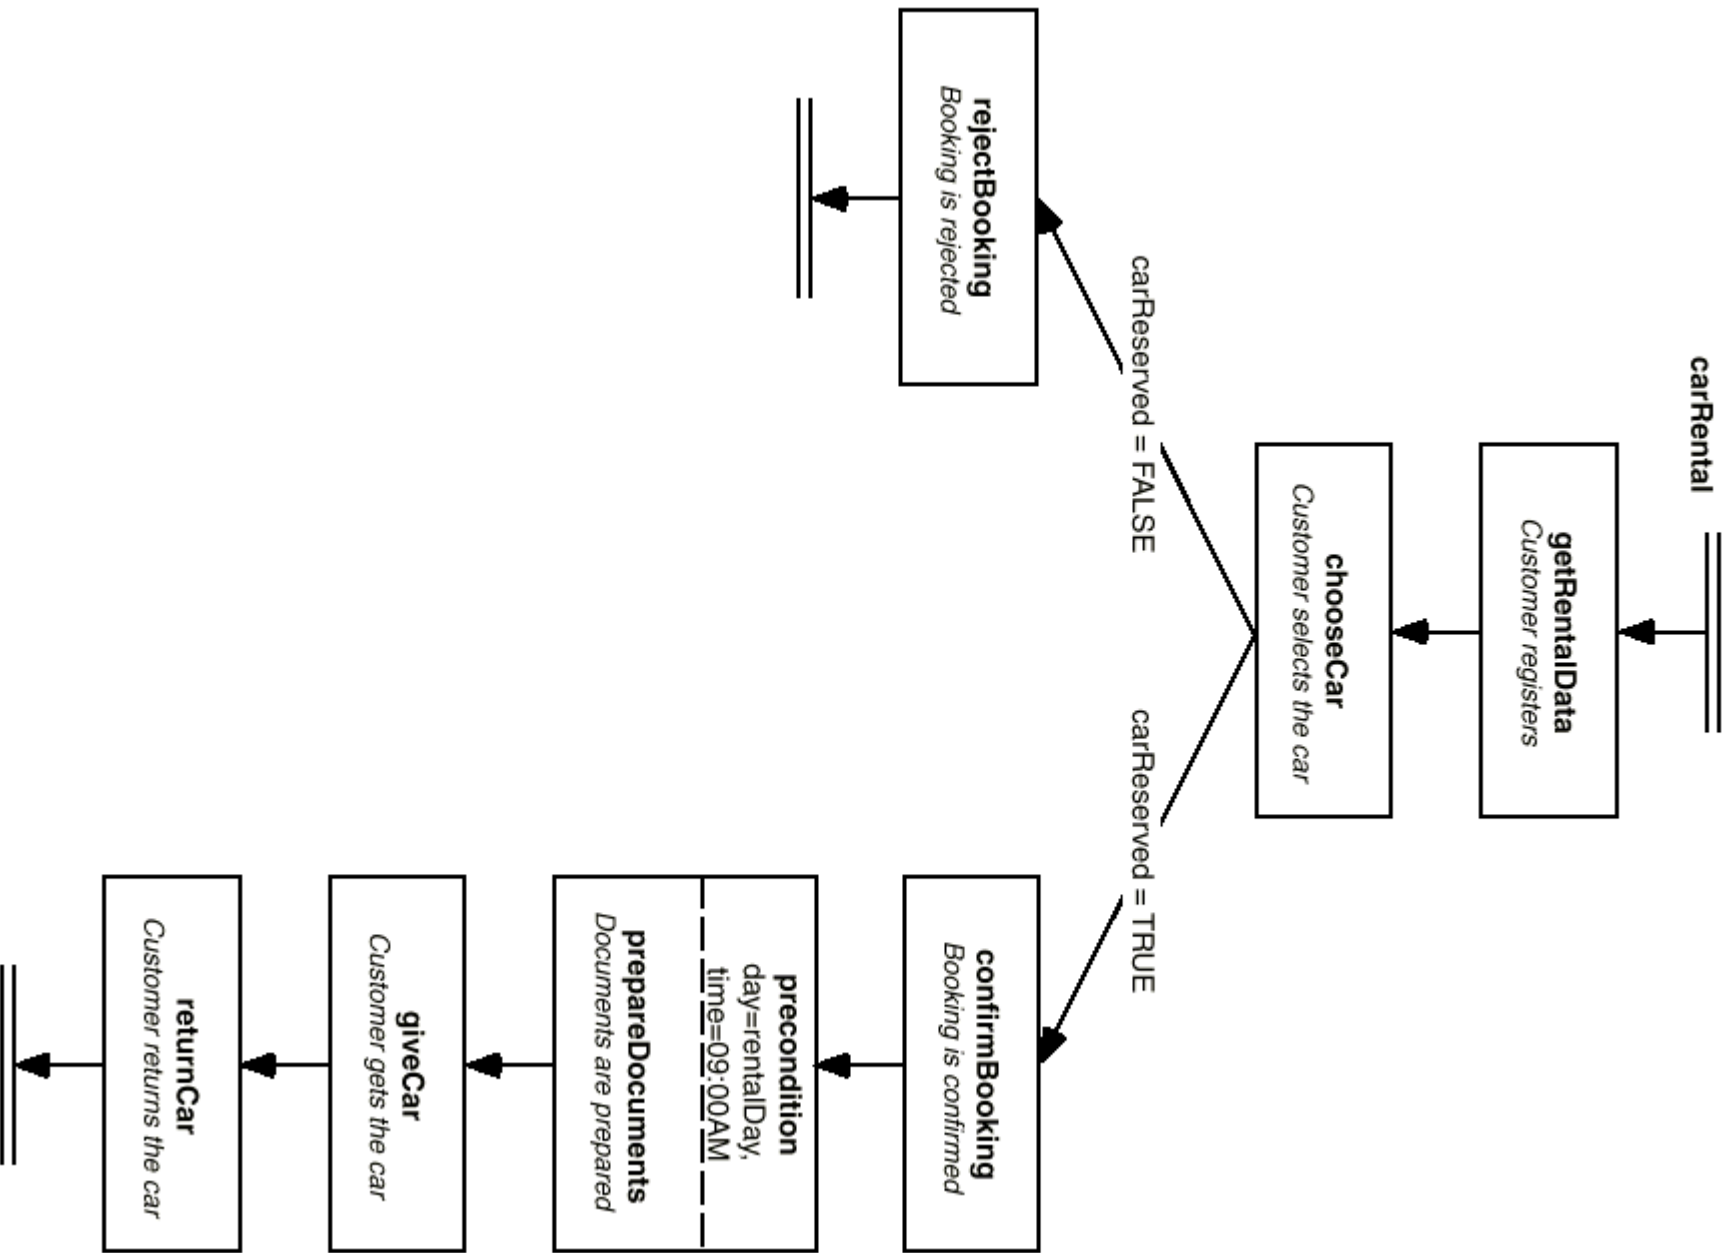 carRental
getRentalData
Customer registers
chooseCar
Customer selects the car
carReserved = FALSE
carReserved = TRUE
rejectBooking
Booking is rejected
confirmBooking
Booking is confirmed
precondition
day=rentalDay,
time=09:00AM
prepareDocuments
Documents are prepared
giveCar
Customer gets the car
returnCar
Customer returns the car